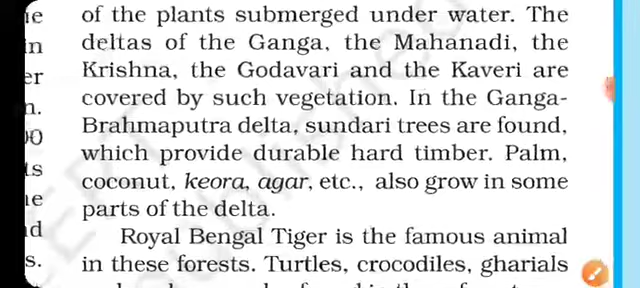 of the plants submerged under water. The
deltas of the Ganga, the Mahanadi, the
Krishna, the Godavari and the Kaveri are
covered by such vegetation. In the Ganga-
Brahmaputra delta, sundari trees are found,
which provide durable hard timber. Palm,
coconut, keora, agar, etc., also grow in some
parts of the delta.
Royal Bengal Tiger is the famous animal
in these forests. Turtles, crocodiles, gharials